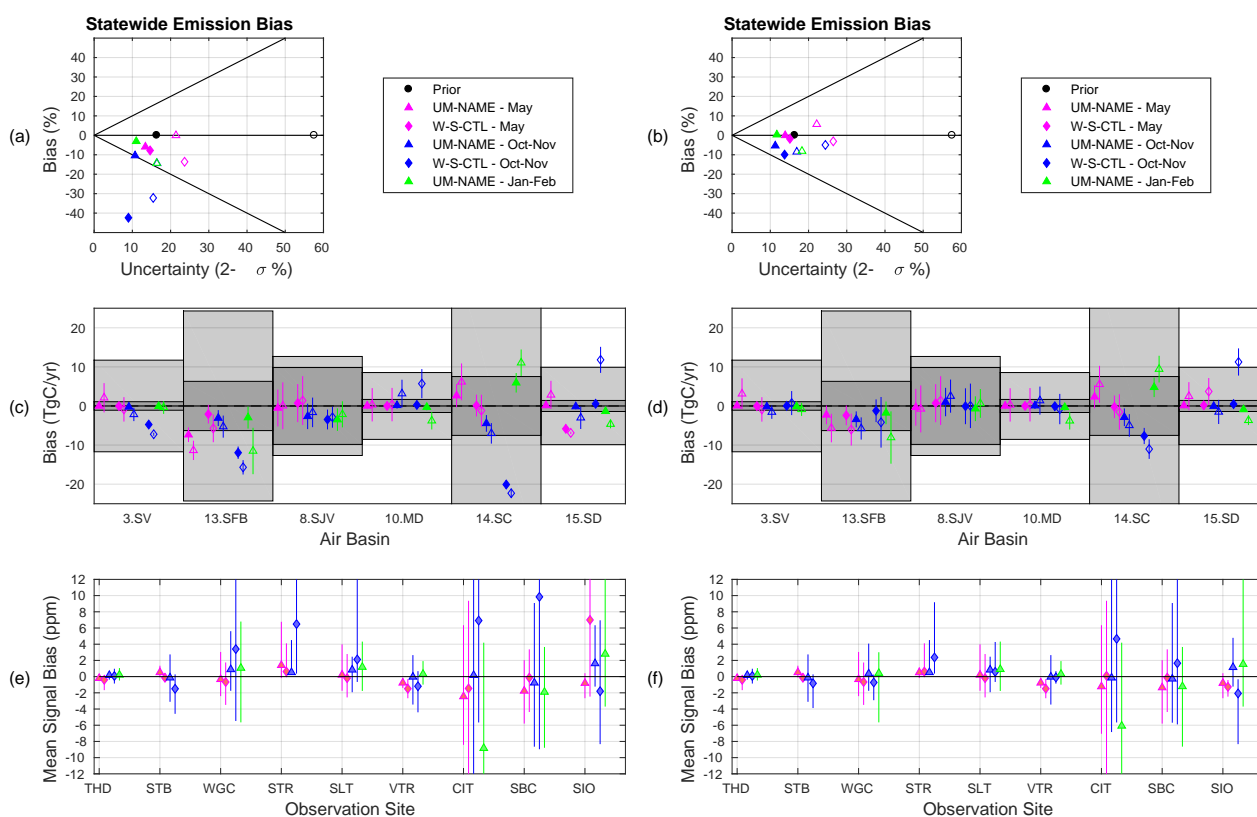 Statewide Emission Bias
(a)
Bias (%)
40
30
20
10
0
-10
-20
-30
-40
0 10 20 30 40 50 60
Uncertainty (2- σ %)
Prior
UM-NAME - May
W-S-CTL - May
UM-NAME - Oct-Nov
W-S-CTL - Oct-Nov
UM-NAME - Jan-Feb
Statewide Emission Bias
(b)
Bias (%)
40
30
20
10
0
-10
-20
-30
-40
0 10 20 30 40 50 60
Uncertainty (2- σ %)
Prior
UM-NAME - May
W-S-CTL - May
UM-NAME - Oct-Nov
W-S-CTL - Oct-Nov
UM-NAME - Jan-Feb
(c)
Bias (TgC/yr)
20
10
0
-10
-20
3.SV 13.SFB 8.SJV 10.MD 14.SC 15.SD
Air Basin
(d)
Bias (TgC/yr)
20
10
0
-10
-20
3.SV 13.SFB 8.SJV 10.MD 14.SC 15.SD
Air Basin
(e)
Mean Signal Bias (ppm)
12
10
8
6
4
2
0
-2
-4
-6
-8
-10
-12
THD STB WGC STR SLT VTR CIT SBC SIO
Observation Site
(f)
Mean Signal Bias (ppm)
12
10
8
6
4
2
0
-2
-4
-6
-8
-10
-12
THD STB WGC STR SLT VTR CIT SBC SIO
Observation Site